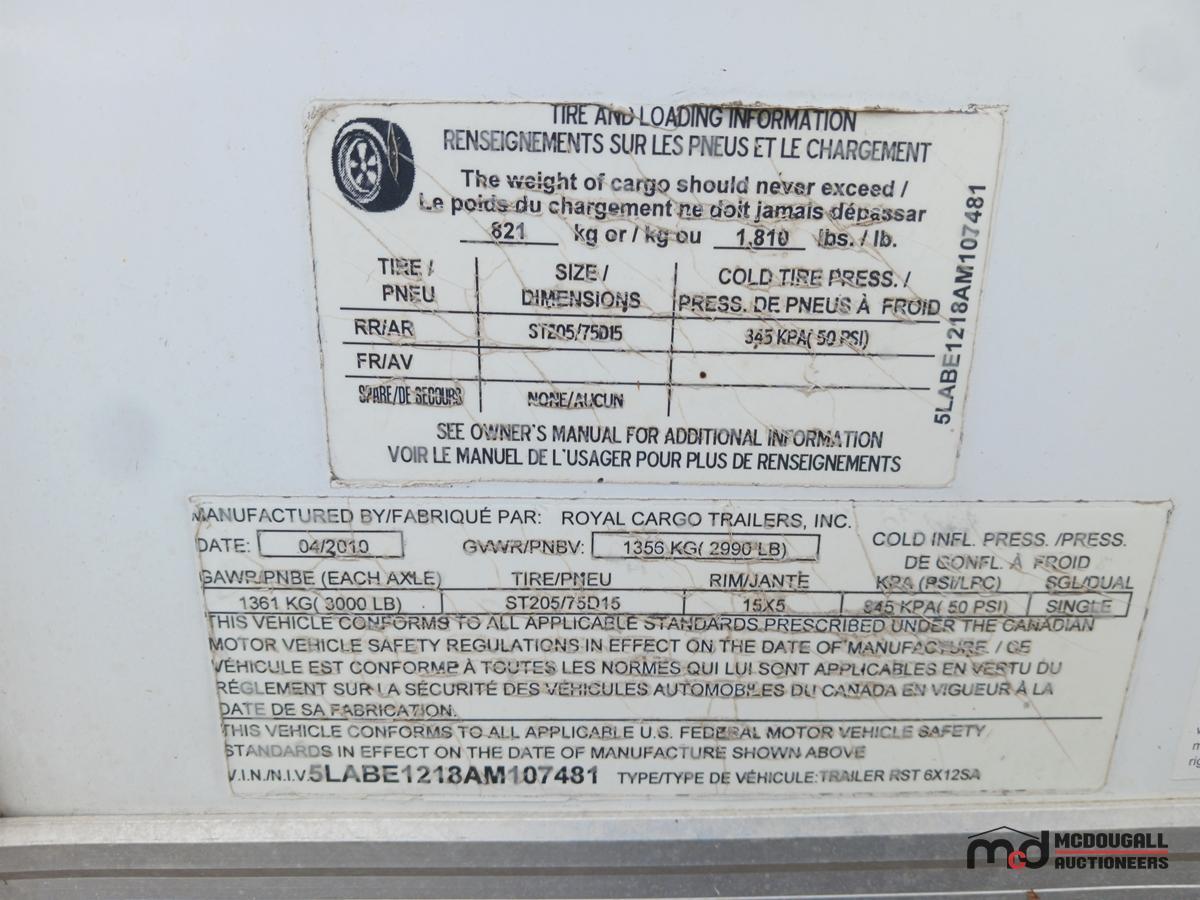 TIRE AND LOADING INFORMATION
RENSEIGNEMENTS SUR LES PNEUS ET LE CHARGEMENT
The weight of cargo should never exceed /
Le poids du chargement ne doit jamais dépassar
821 kg or / kg ou 1,810 lbs. / lb.
TIRE / SIZE / COLD TIRE PRESS. /
PNEU DIMENSIONS PRESS. DE PNEUS À FROID
RR/AR ST205/75D15 345 KPA( 50 PSI)
FR/AV
SPARE/DE SECOURS NONE/AUCUN
SEE OWNER'S MANUAL FOR ADDITIONAL INFORMATION
VOIR LE MANUEL DE L'USAGER POUR PLUS DE RENSEIGNEMENTS
5LABE1218AM107481
MANUFACTURED BY/FABRIQUÉ PAR: ROYAL CARGO TRAILERS, INC.
DATE: 04/2010 GVWR/PNBV: 1356 KG( 2990 LB) COLD INFL. PRESS./PRESS.
DE CONFL. À FROID
GAWR/PNBE (EACH AXLE) TIRE/PNEU RIM/JANTE KPA (PSI/LPC) SGL/DUAL
1361 KG( 3000 LB) ST205/75D15 15X5 345 KPA( 50 PSI) SINGLE
THIS VEHICLE CONFORMS TO ALL APPLICABLE STANDARDS PRESCRIBED UNDER THE CANADIAN
MOTOR VEHICLE SAFETY REGULATIONS IN EFFECT ON THE DATE OF MANUFACTURE. / CE
VÉHICULE EST CONFORME À TOUTES LES NORMES QUI LUI SONT APPLICABLES EN VERTU DU
RÉGLEMENT SUR LA SÉCURITÉ DES VÉHICULES AUTOMOBILES DU CANADA EN VIGUEUR À LA
DATE DE SA FABRICATION.
THIS VEHICLE CONFORMS TO ALL APPLICABLE U.S. FEDERAL MOTOR VEHICLE SAFETY
STANDARDS IN EFFECT ON THE DATE OF MANUFACTURE SHOWN ABOVE
V.I.N./N.I.V. 5LABE1218AM107481 TYPE/TYPE DE VÉHICULE: TRAILER RST 6X12SA
mcd MCDOUGALL
AUCTIONEERS